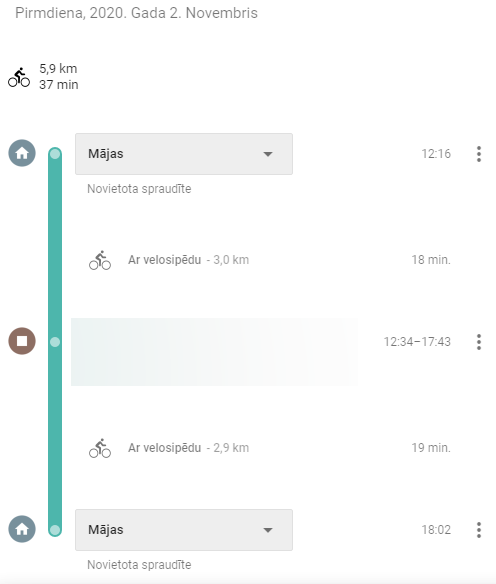 Pirmdiena, 2020. Gada 2. Novembris
5,9 km
37 min
Mājas 12:16
Novietota spraudīte
Ar velosipēdu - 3,0 km 18 min.
12:34–17:43
Ar velosipēdu - 2,9 km 19 min.
Mājas 18:02
Novietota spraudīte